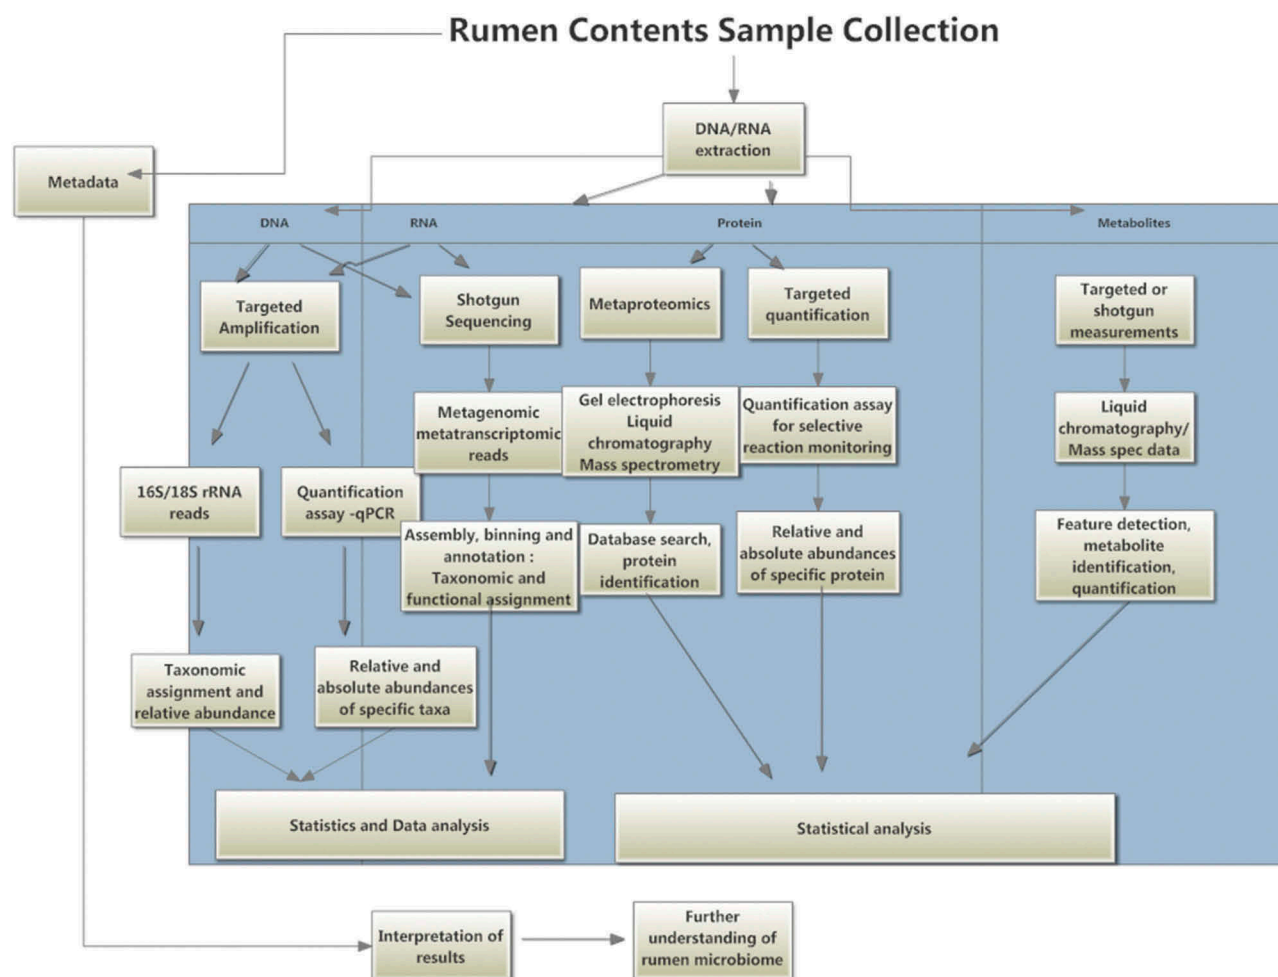 Rumen Contents Sample Collection
DNA/RNA
extraction
Metadata
DNA
RNA
Protein
Metabolites
Targeted
Amplification
Shotgun
Sequencing
Metaproteomics
Targeted
quantification
Targeted or
shotgun
measurements
Metagenomic
metatranscriptomic
reads
Gel electrophoresis
Liquid
chromatography
Mass spectrometry
Quantification assay
for selective
reaction monitoring
Liquid
chromatography/
Mass spec data
16S/18S rRNA
reads
Quantification
assay -qPCR
Assembly, binning and
annotation :
Taxonomic and
functional assignment
Database search,
protein
identification
Relative and
absolute abundances
of specific protein
Feature detection,
metabolite
identification,
quantification
Taxonomic
assignment and
relative abundance
Relative and
absolute abundances
of specific taxa
Statistics and Data analysis
Statistical analysis
Interpretation of
results
Further
understanding of
rumen microbiome